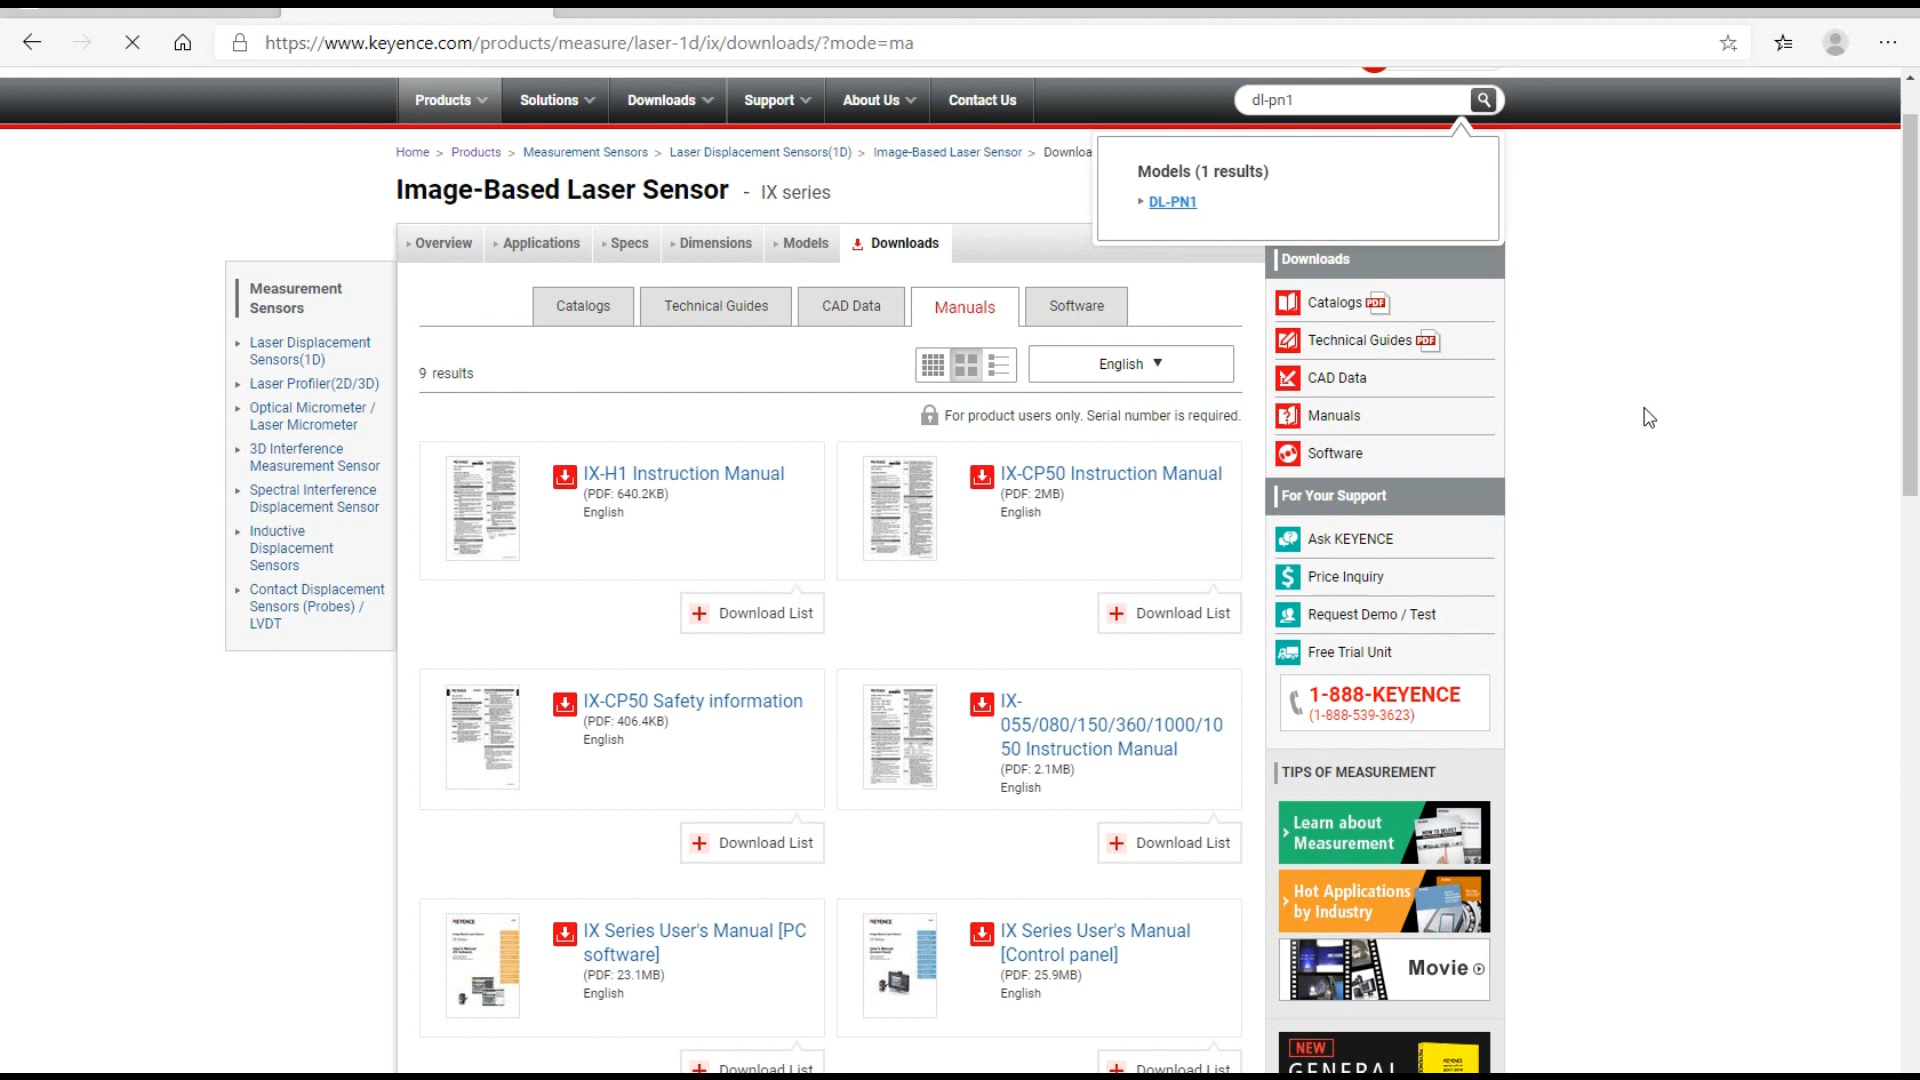 https://www.keyence.com/products/measure/laser-1d/ix/downloads/?mode=ma
Products
Solutions
Downloads
Support
About Us
Contact Us
dl-pn1
Home > Products > Measurement Sensors > Laser Displacement Sensors(1D) > Image-Based Laser Sensor > Downloa
Models (1 results)
DL-PN1
Image-Based Laser Sensor - IX series
Overview
Applications
Specs
Dimensions
Models
Downloads
Measurement
Sensors
Laser Displacement
Sensors(1D)
Laser Profiler(2D/3D)
Optical Micrometer /
Laser Micrometer
3D Interference
Measurement Sensor
Spectral Interference
Displacement Sensor
Inductive
Displacement
Sensors
Contact Displacement
Sensors (Probes) /
LVDT
Catalogs
Technical Guides
CAD Data
Manuals
Software
9 results
English ▼
For product users only. Serial number is required.
IX-H1 Instruction Manual
(PDF: 640.2KB)
English
+ Download List
IX-CP50 Instruction Manual
(PDF: 2MB)
English
+ Download List
IX-CP50 Safety information
(PDF: 406.4KB)
English
+ Download List
IX-
055/080/150/360/1000/10
50 Instruction Manual
(PDF: 2.1MB)
English
+ Download List
KEYENCE
IX Series User's Manual [PC
software]
(PDF: 23.1MB)
English
+ Download List
KEYENCE
IX Series User's Manual
[Control panel]
(PDF: 25.9MB)
English
+ Download List
Downloads
Catalogs PDF
Technical Guides PDF
CAD Data
Manuals
Software
For Your Support
Ask KEYENCE
Price Inquiry
Request Demo / Test
Free Trial Unit
1-888-KEYENCE
(1-888-539-3623)
TIPS OF MEASUREMENT
Learn about
Measurement
Hot Applications
by Industry
Movie
NEW
GENERAL